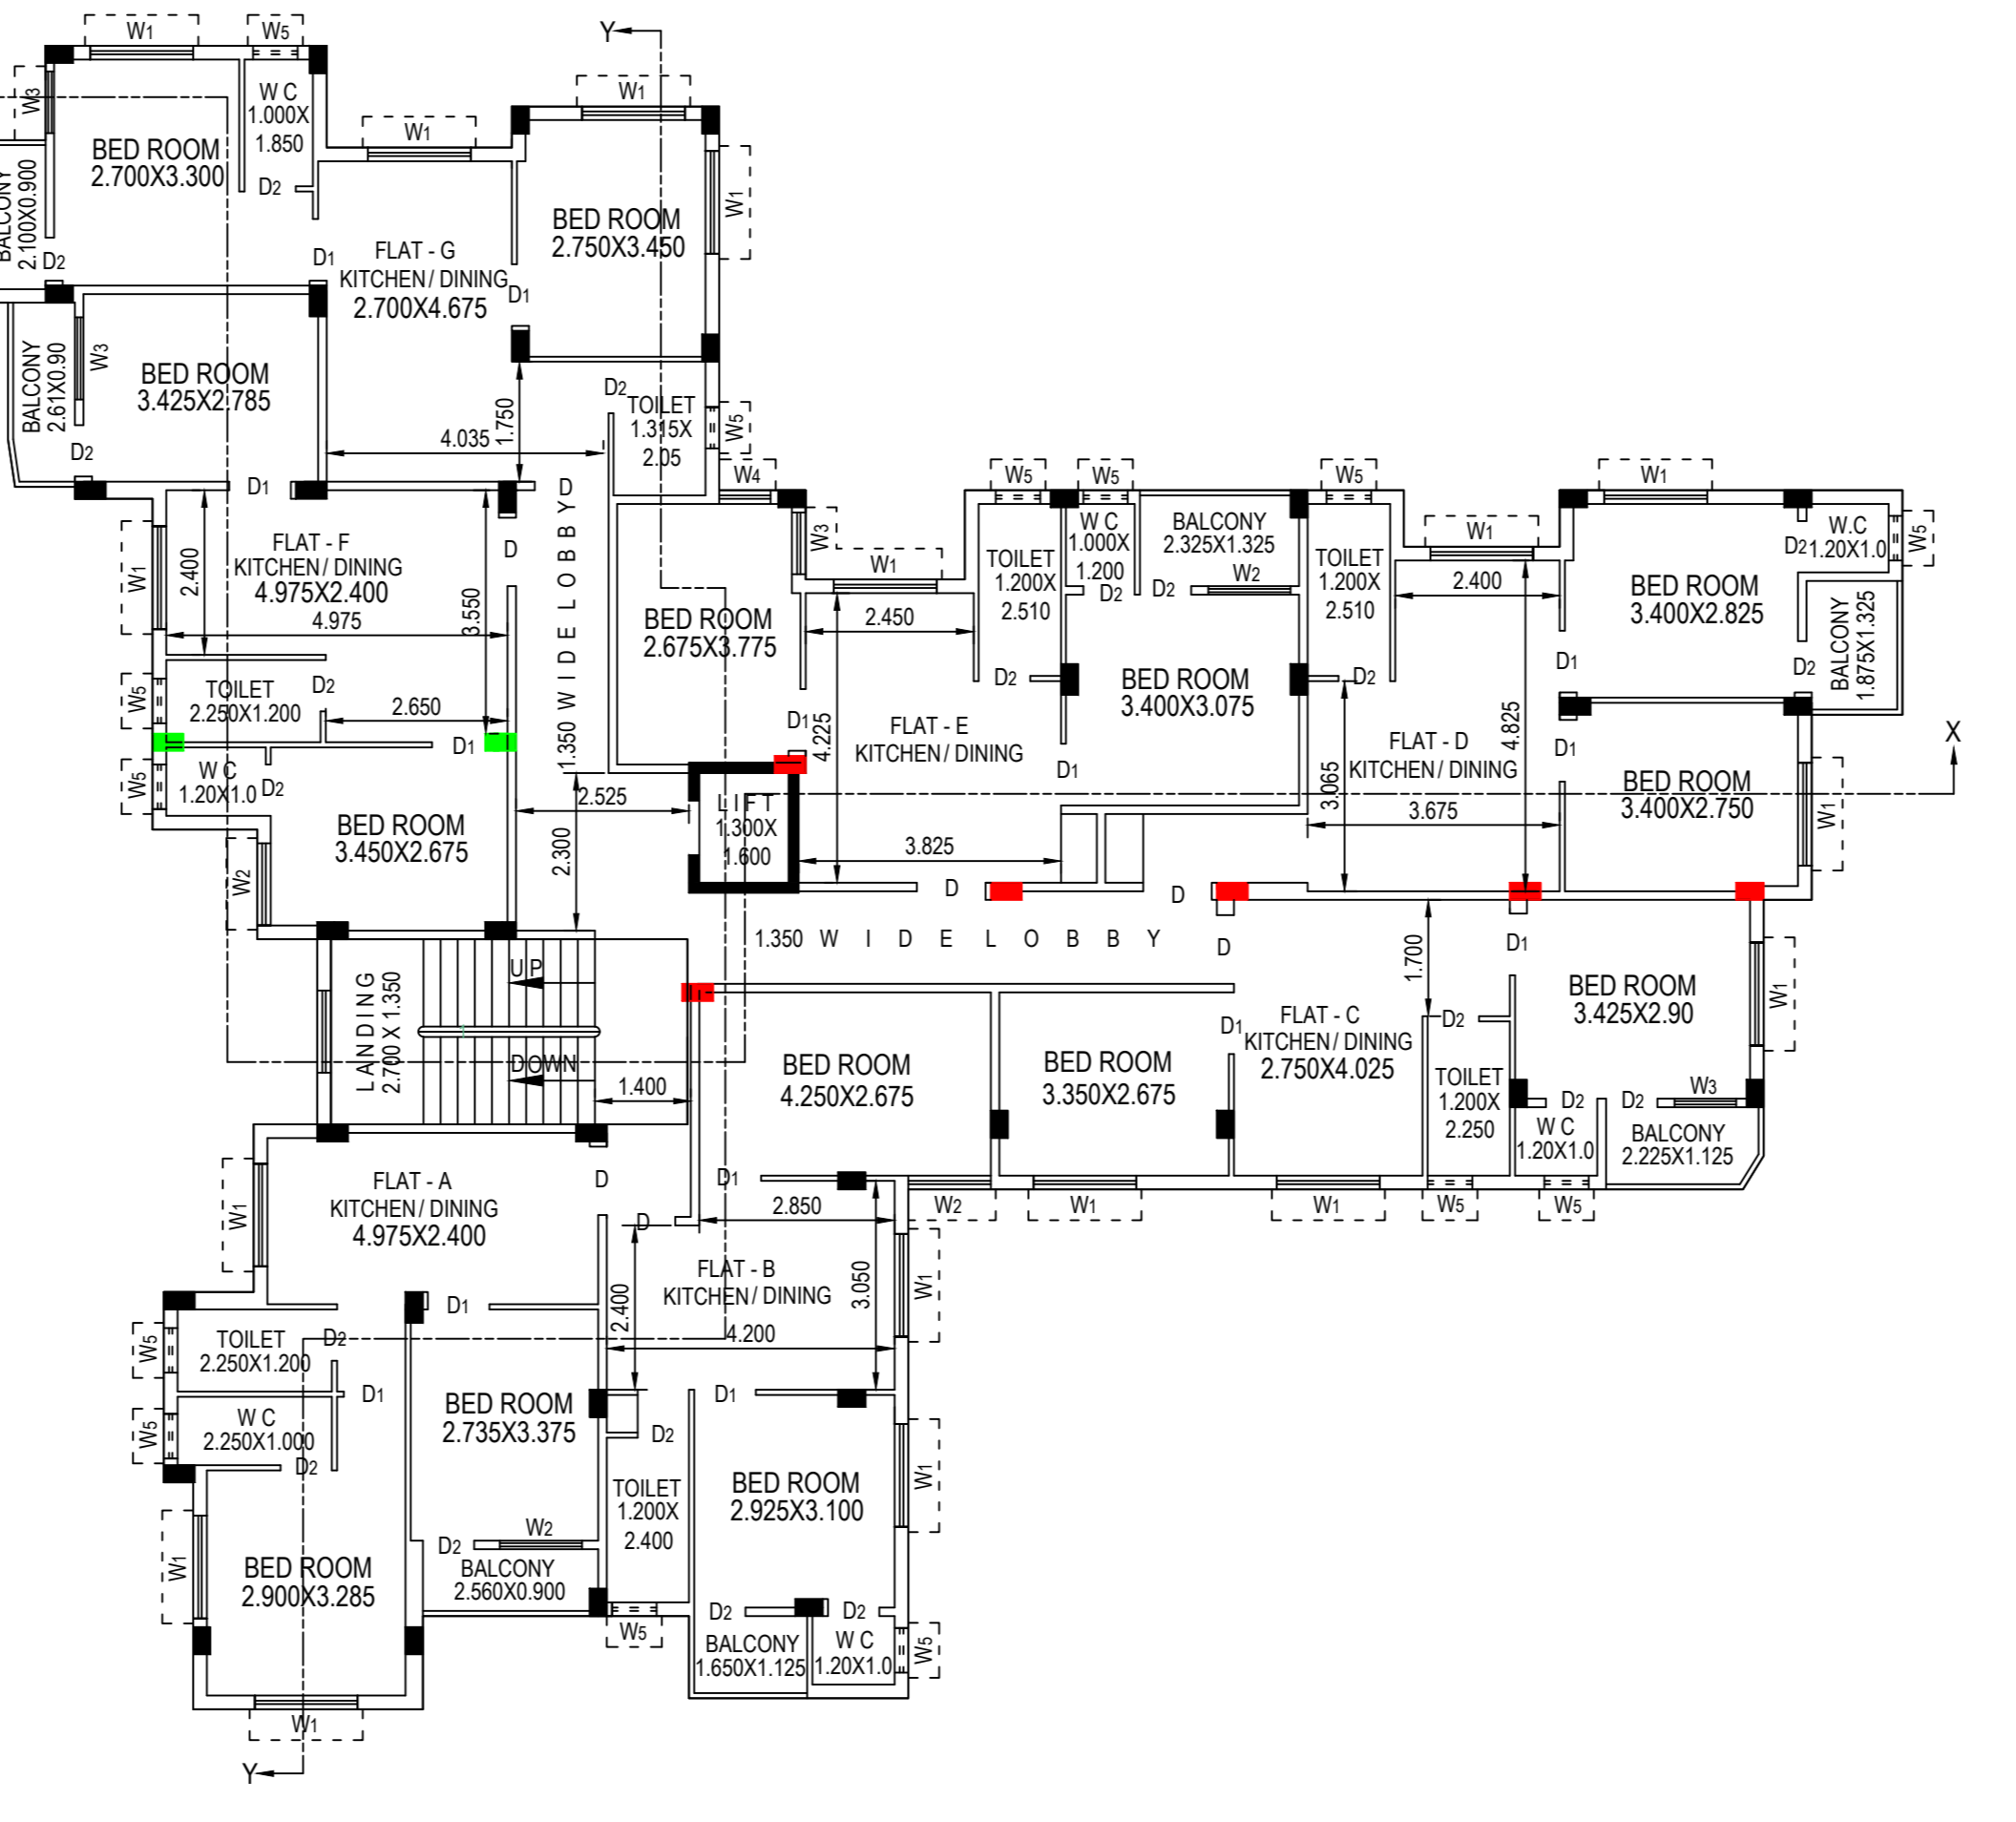 W1
W5
Y
W3
W C
1.000X
1.850
D2
BED ROOM
2.700X3.300
BALCONY
2.100X0.900
D2
W1
W1
W1
BED ROOM
2.750X3.450
FLAT - G
KITCHEN / DINING
2.700X4.675
D1
D1
BALCONY
2.61X0.90
W3
BED ROOM
3.425X2.785
D2
D1
4.035
1.750
D2
TOILET
1.315X
2.05
W5
W4
D
1.350 WIDE LOBBY
D
W1
2.400
FLAT - F
KITCHEN / DINING
4.975X2.400
4.975
3.550
W5
TOILET
2.250X1.200
D2
2.650
D1
W5
W C
1.20X1.0
D2
BED ROOM
3.450X2.675
W2
BED ROOM
2.675X3.775
W3
W1
2.450
D1
4.225
FLAT - E
KITCHEN / DINING
W5
TOILET
1.200X
2.510
D2
W5
W C
1.000X
1.200
D2
BALCONY
2.325X1.325
D2
W2
BED ROOM
3.400X3.075
D1
W5
TOILET
1.200X
2.510
D2
W1
2.400
4.825
FLAT - D
KITCHEN / DINING
3.065
3.675
W1
BED ROOM
3.400X2.825
D2
W.C
1.20X1.0
W5
D1
D2
BALCONY
1.875X1.325
D1
BED ROOM
3.400X2.750
W1
X
2.525
2.300
LIFT
1.300X
1.600
3.825
D
D
1.350 WIDE LOBBY
D
LANDING
2.700 X 1.350
UP
DOWN
1.400
1
BED ROOM
4.250X2.675
BED ROOM
3.350X2.675
D1
FLAT - C
KITCHEN / DINING
2.750X4.025
1.700
D2
TOILET
1.200X
2.250
D1
BED ROOM
3.425X2.90
W1
W3
D2
D2
W C
1.20X1.0
BALCONY
2.225X1.125
W2
W1
W1
W5
W5
W1
FLAT - A
KITCHEN / DINING
4.975X2.400
D
D
D1
2.850
2.400
FLAT - B
KITCHEN / DINING
3.050
4.200
W1
D1
W5
TOILET
2.250X1.200
D2
D1
W5
W C
2.250X1.000
D2
BED ROOM
2.735X3.375
D1
D2
TOILET
1.200X
2.400
BED ROOM
2.925X3.100
W1
W1
BED ROOM
2.900X3.285
D2
W2
BALCONY
2.560X0.900
W5
D2
D2
BALCONY
1.650X1.125
W C
1.20X1.0
W5
W1
Y